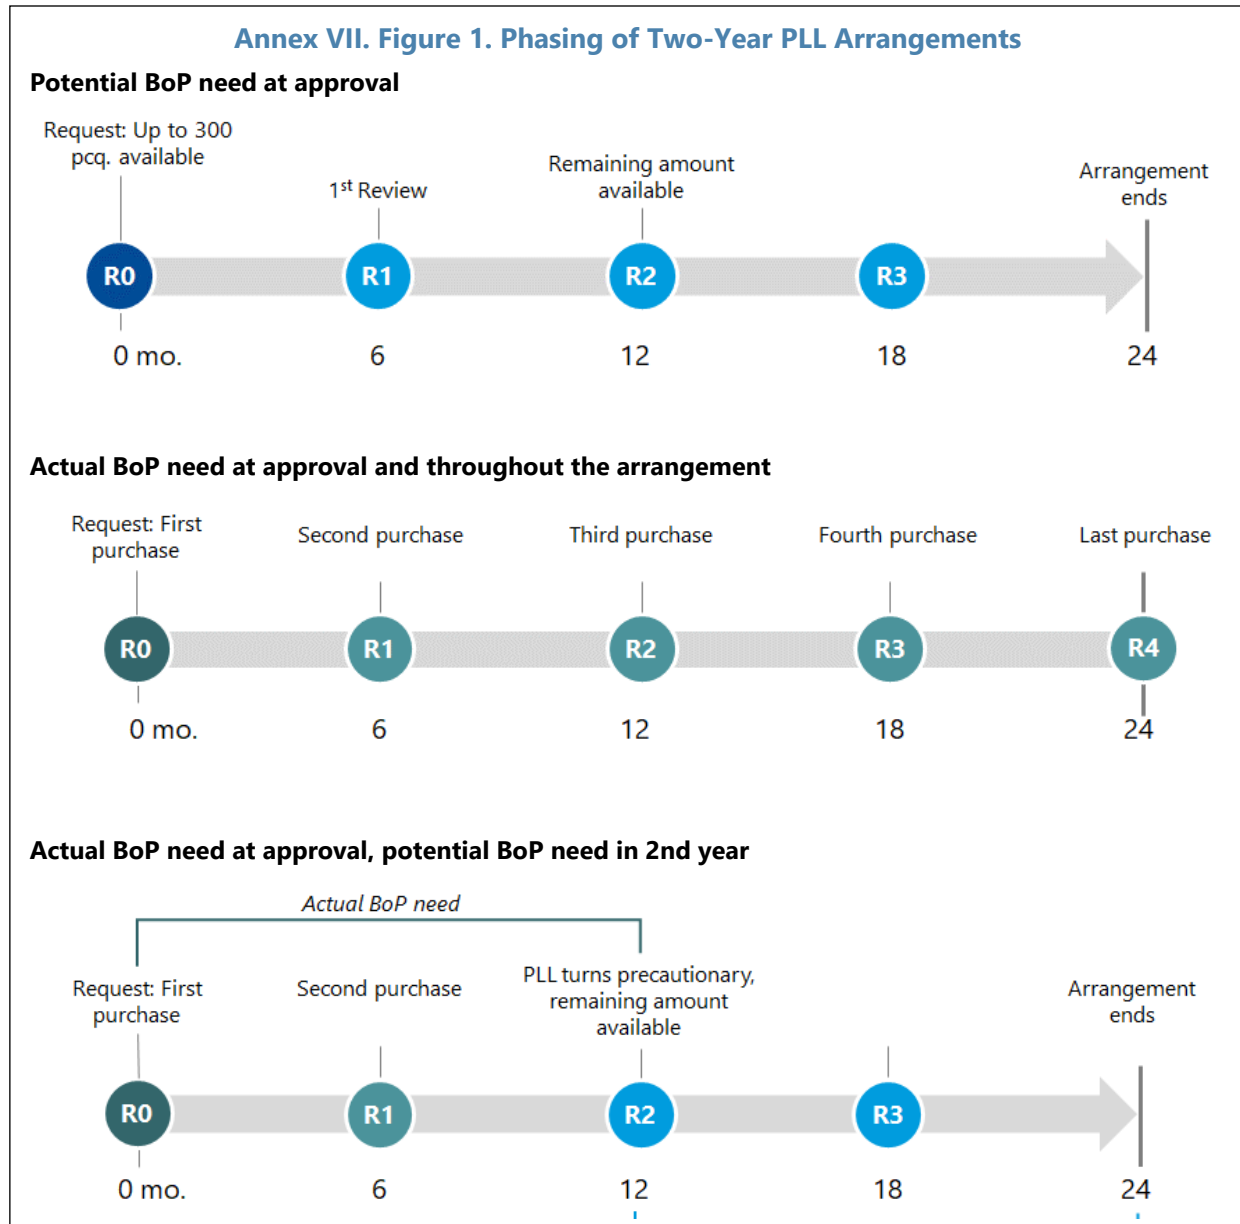 Annex VII. Figure 1. Phasing of Two-Year PLL Arrangements
Potential BoP need at approval
Request: Up to 300
pcq. available
1st Review
Remaining amount
available
Arrangement
ends
R0
R1
R2
R3
0 mo.
6
12
18
24
Actual BoP need at approval and throughout the arrangement
Request: First
purchase
Second purchase
Third purchase
Fourth purchase
Last purchase
R0
R1
R2
R3
R4
0 mo.
6
12
18
24
Actual BoP need at approval, potential BoP need in 2nd year
Actual BoP need
Request: First
purchase
Second purchase
PLL turns precautionary,
remaining amount
available
Arrangement
ends
R0
R1
R2
R3
0 mo.
6
12
18
24